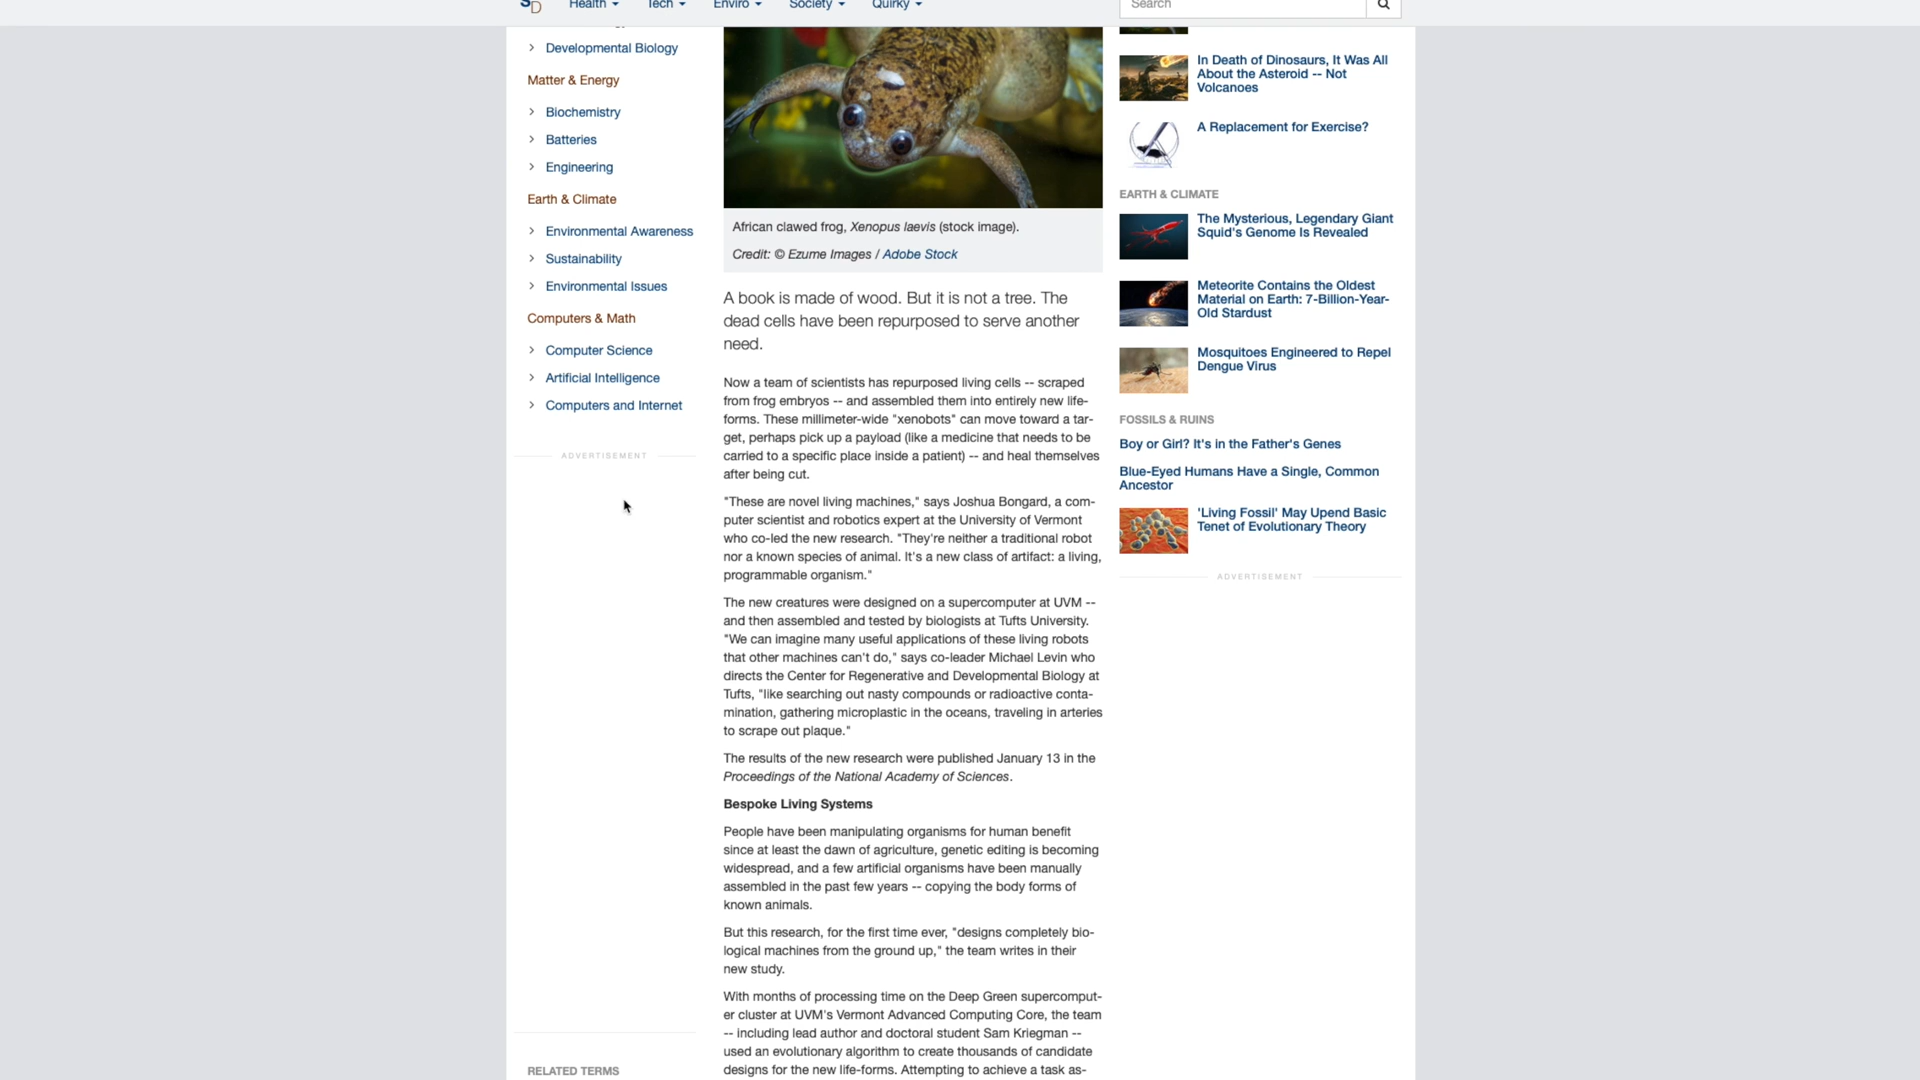 SD
Health
Tech
Enviro
Society
Quirky
Search
Developmental Biology
Matter & Energy
Biochemistry
Batteries
Engineering
Earth & Climate
Environmental Awareness
Sustainability
Environmental Issues
Computers & Math
Computer Science
Artificial Intelligence
Computers and Internet
ADVERTISEMENT
RELATED TERMS
African clawed frog, Xenopus laevis (stock image).
Credit: © Ezume Images / Adobe Stock
A book is made of wood. But it is not a tree. The
dead cells have been repurposed to serve another
need.
Now a team of scientists has repurposed living cells -- scraped
from frog embryos -- and assembled them into entirely new life-
forms. These millimeter-wide "xenobots" can move toward a tar-
get, perhaps pick up a payload (like a medicine that needs to be
carried to a specific place inside a patient) -- and heal themselves
after being cut.
"These are novel living machines," says Joshua Bongard, a com-
puter scientist and robotics expert at the University of Vermont
who co-led the new research. "They're neither a traditional robot
nor a known species of animal. It's a new class of artifact: a living,
programmable organism."
The new creatures were designed on a supercomputer at UVM --
and then assembled and tested by biologists at Tufts University.
"We can imagine many useful applications of these living robots
that other machines can't do," says co-leader Michael Levin who
directs the Center for Regenerative and Developmental Biology at
Tufts, "like searching out nasty compounds or radioactive conta-
mination, gathering microplastic in the oceans, traveling in arteries
to scrape out plaque."
The results of the new research were published January 13 in the
Proceedings of the National Academy of Sciences.
Bespoke Living Systems
People have been manipulating organisms for human benefit
since at least the dawn of agriculture, genetic editing is becoming
widespread, and a few artificial organisms have been manually
assembled in the past few years -- copying the body forms of
known animals.
But this research, for the first time ever, "designs completely bio-
logical machines from the ground up," the team writes in their
new study.
With months of processing time on the Deep Green supercomput-
er cluster at UVM's Vermont Advanced Computing Core, the team
-- including lead author and doctoral student Sam Kriegman --
used an evolutionary algorithm to create thousands of candidate
designs for the new life-forms. Attempting to achieve a task as-
In Death of Dinosaurs, It Was All
About the Asteroid -- Not
Volcanoes
A Replacement for Exercise?
EARTH & CLIMATE
The Mysterious, Legendary Giant
Squid's Genome Is Revealed
Meteorite Contains the Oldest
Material on Earth: 7-Billion-Year-
Old Stardust
Mosquitoes Engineered to Repel
Dengue Virus
FOSSILS & RUINS
Boy or Girl? It's in the Father's Genes
Blue-Eyed Humans Have a Single, Common
Ancestor
'Living Fossil' May Upend Basic
Tenet of Evolutionary Theory
ADVERTISEMENT